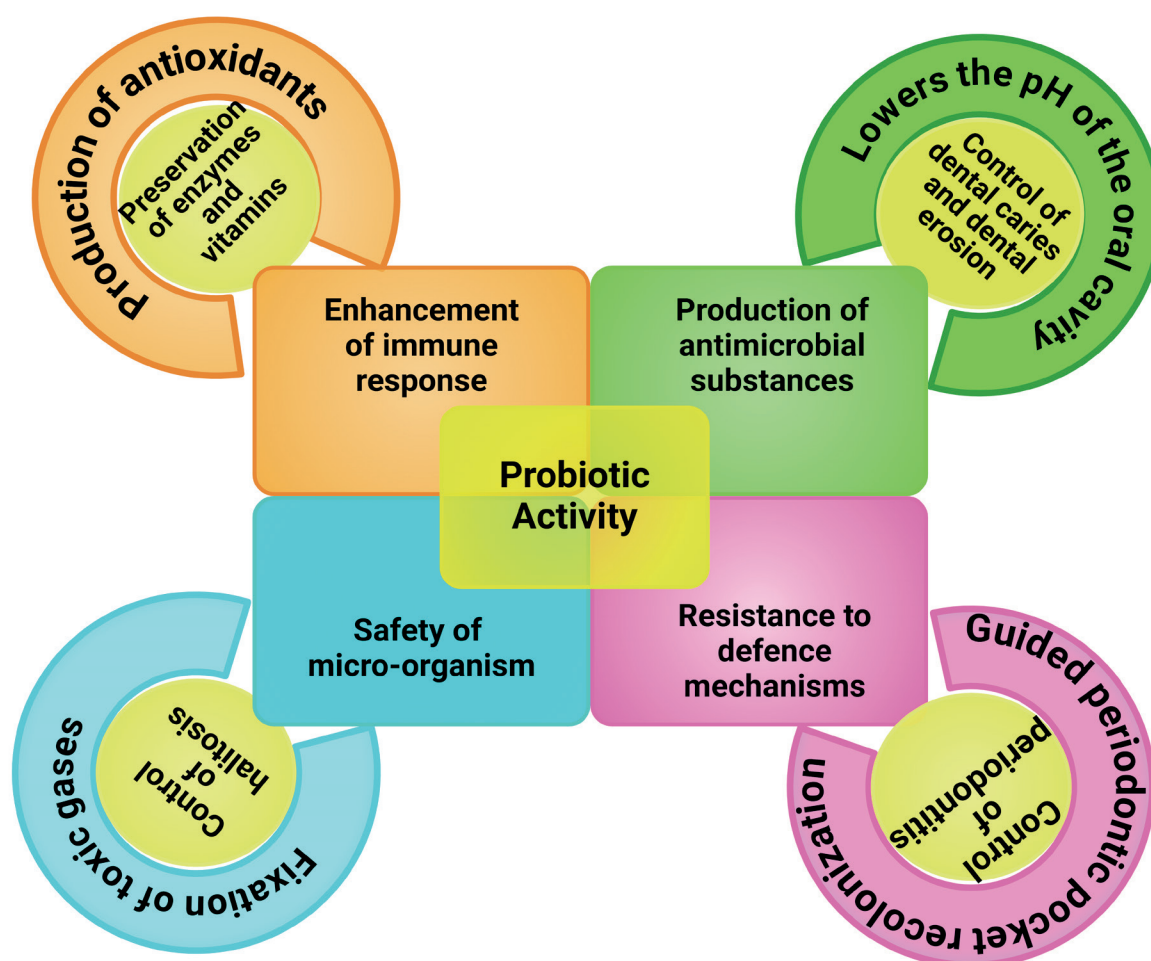 Production of antioxidants
Preservation
of enzymes
and
vitamins
Lowers the pH of the oral cavity
Control of
dental caries
and dental
erosion
Enhancement
of immune
response
Production of
antimicrobial
substances
Probiotic
Activity
Safety of
micro-organism
Resistance to
defence
mechanisms
Fixation of toxic gases
Control
of
halitosis
Guided periodontic pocket recolonization
Control
of
periodontitis